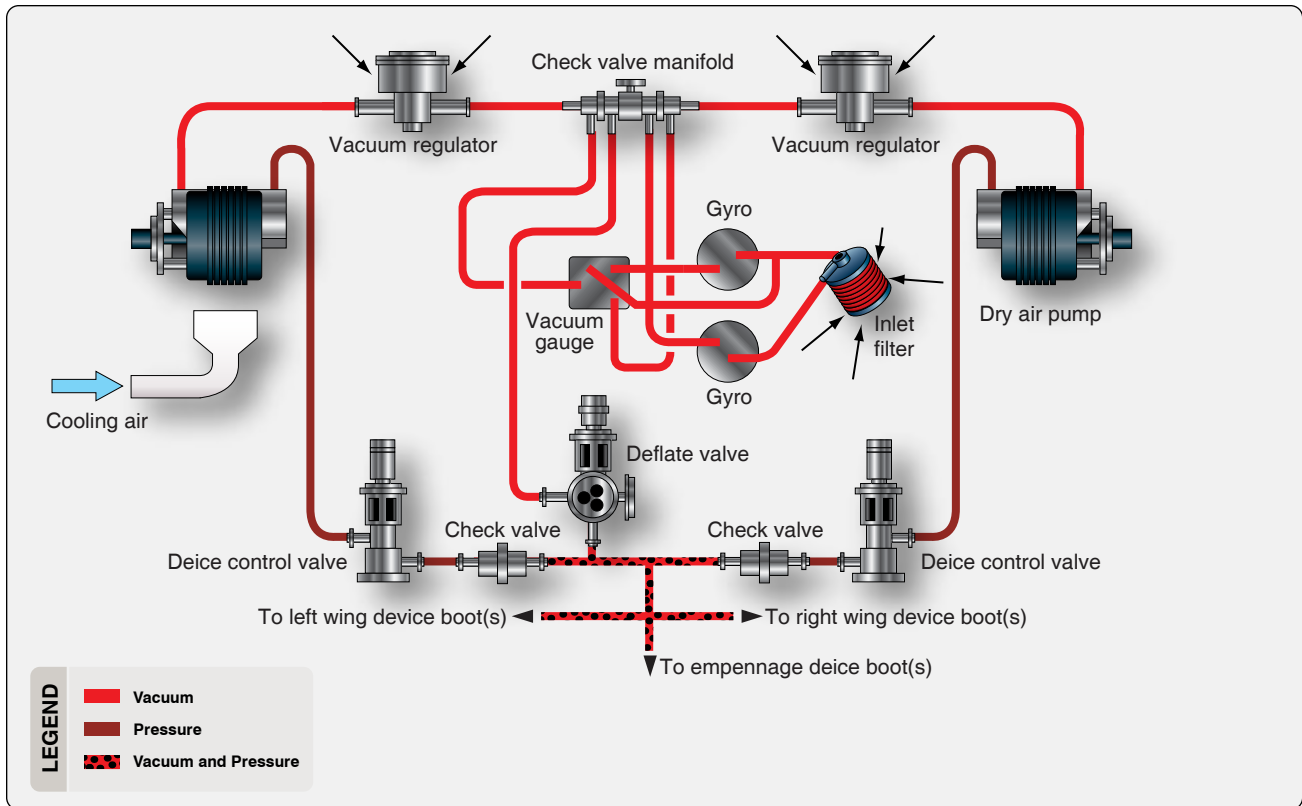 Check valve manifold
Vacuum regulator
Vacuum regulator
Gyro
Vacuum
gauge
Inlet
filter
Dry air pump
Gyro
Cooling air
Deflate valve
Check valve
Check valve
Deice control valve
Deice control valve
To left wing device boot(s)
To right wing device boot(s)
To empennage deice boot(s)
LEGEND
Vacuum
Pressure
Vacuum and Pressure